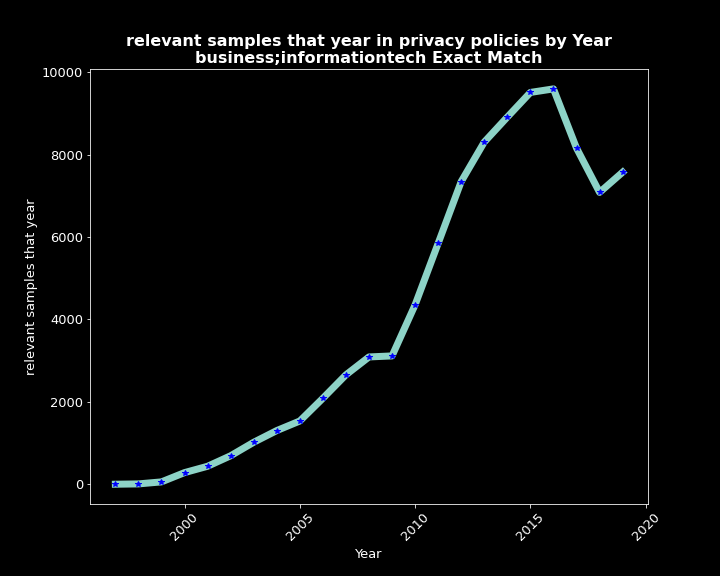 relevant samples that year in privacy policies by Year
business;informationtech Exact Match
10000
8000
6000
4000
2000
0
relevant samples that year
2000
2005
2010
2015
2020
Year